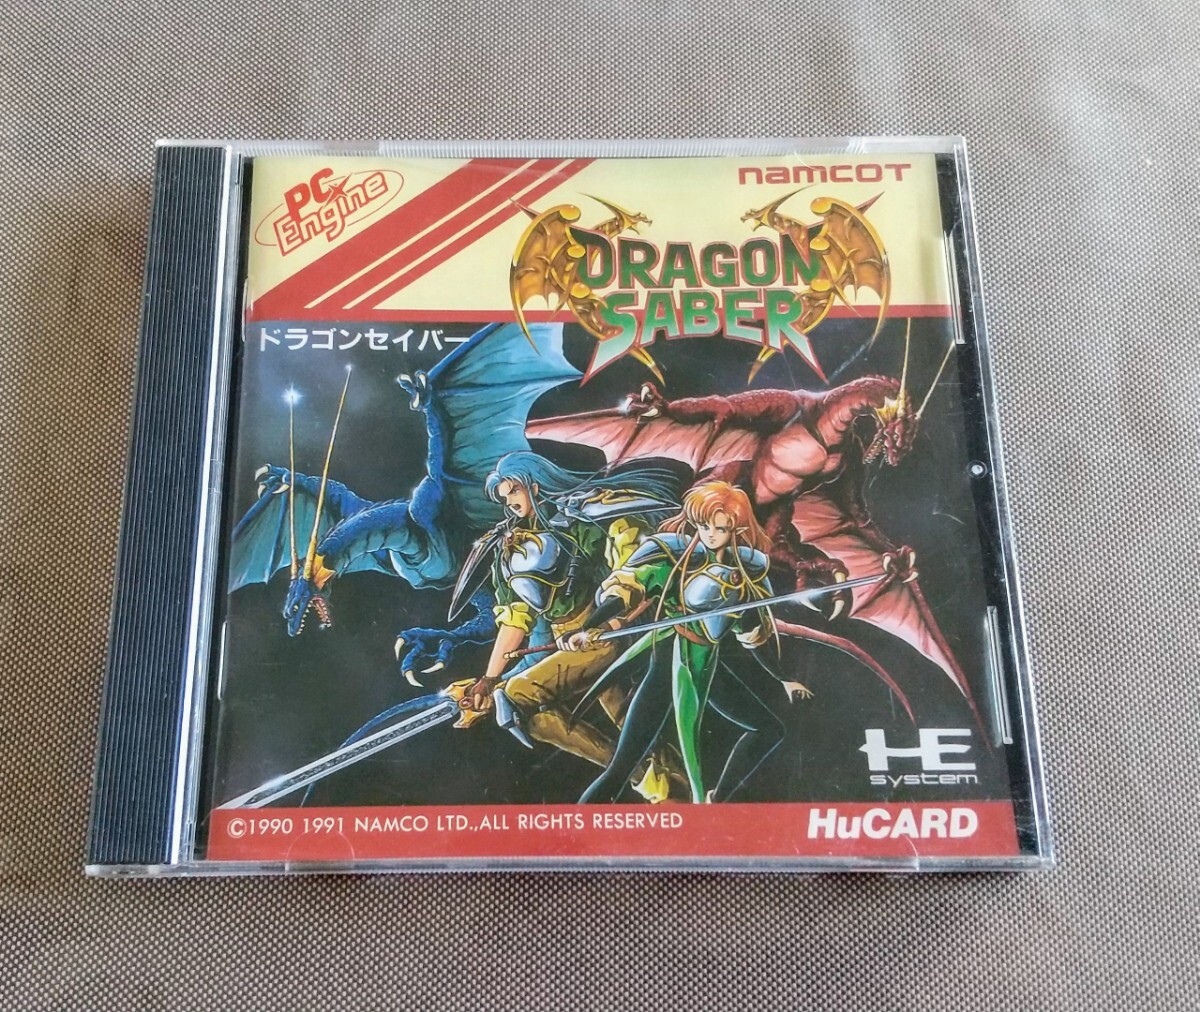 PC Engine
namcoT
DRAGON
SABER
ドラゴンセイバー
HE
system
©1990 1991 NAMCO LTD.,ALL RIGHTS RESERVED
HuCARD